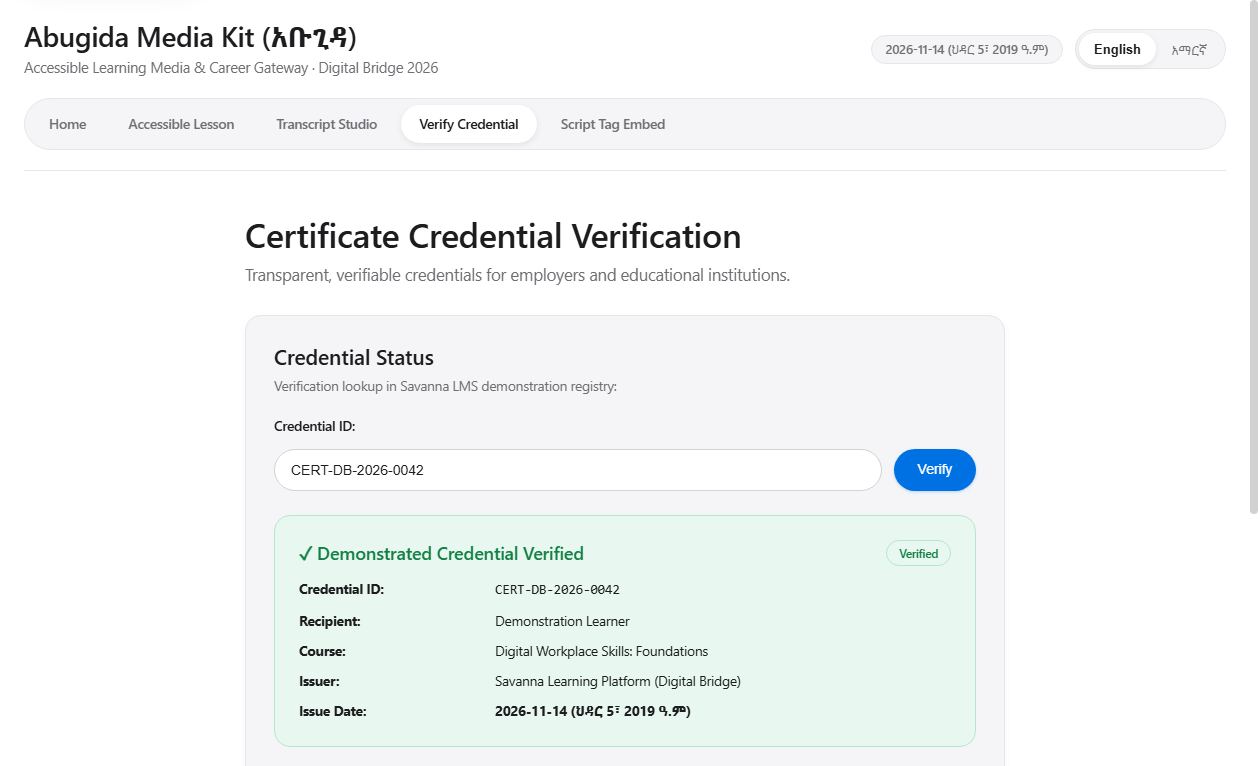 Abugida Media Kit (አቡጊዳ)
Accessible Learning Media & Career Gateway · Digital Bridge 2026
2026-11-14 (ህዳር 5፣ 2019 ዓ.ም)
English
አማርኛ
Home
Accessible Lesson
Transcript Studio
Verify Credential
Script Tag Embed
Certificate Credential Verification
Transparent, verifiable credentials for employers and educational institutions.
Credential Status
Verification lookup in Savanna LMS demonstration registry:
Credential ID:
CERT-DB-2026-0042
Verify
✓ Demonstrated Credential Verified
Verified
Credential ID: CERT-DB-2026-0042
Recipient: Demonstration Learner
Course: Digital Workplace Skills: Foundations
Issuer: Savanna Learning Platform (Digital Bridge)
Issue Date: 2026-11-14 (ህዳር 5፣ 2019 ዓ.ም)